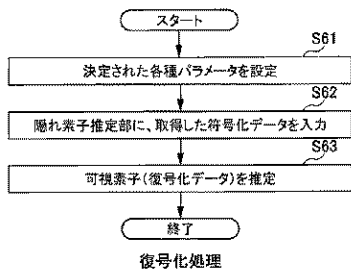 スタート
S61
決定された各種パラメータを設定
S62
隠れ素子推定部に、取得した符号化データを入力
S63
可視素子(復号化データ)を推定
終了
復号化処理